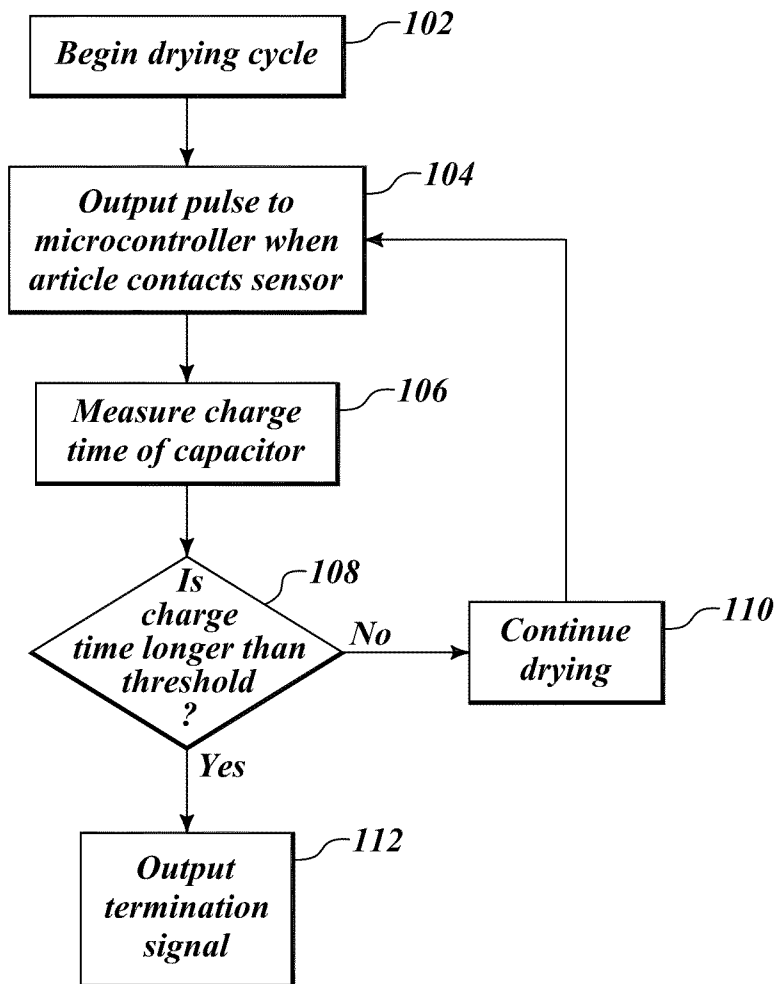 Begin drying cycle
102
Output pulse to
microcontroller when
article contacts sensor
104
Measure charge
time of capacitor
106
Is
charge
time longer than
threshold
?
108
No
Continue
drying
110
Yes
Output
termination
signal
112